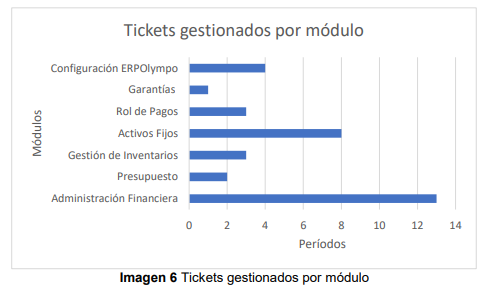 Tickets gestionados por módulo
Módulos
Configuración ERPOlympo
Garantías
Rol de Pagos
Activos Fijos
Gestión de Inventarios
Presupuesto
Administración Financiera
0 2 4 6 8 10 12 14
Períodos
Imagen 6 Tickets gestionados por módulo